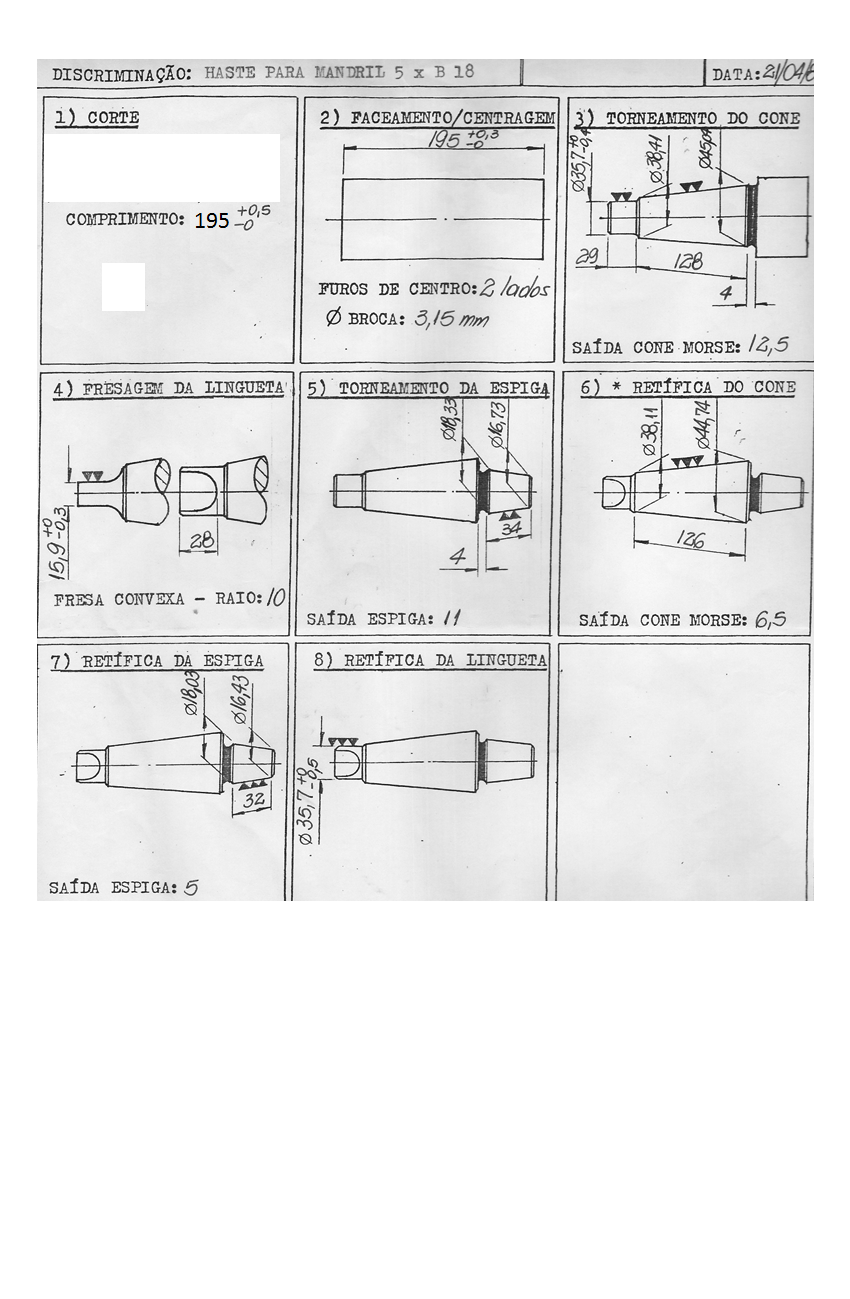 DISCRIMINAÇÃO: HASTE PARA MANDRIL 5 x B 18
DATA: 21/04/
1) CORTE
COMPRIMENTO: 195 +0,5 -0
2) FACEAMENTO/CENTRAGEM
195 +0,3 -0
FUROS DE CENTRO: 2 lados
Ø BROCA: 3,15 mm
3) TORNEAMENTO DO CONE
Ø35,7 +0 -0,4
Ø38,41
Ø45,04
29
128
4
SAÍDA CONE MORSE: 12,5
4) FRESAGEM DA LINGUETA
15,9 +0 -0,3
28
FRESA CONVEXA - RAIO: 10
5) TORNEAMENTO DA ESPIGA
Ø18,33
Ø16,73
34
4
SAÍDA ESPIGA: 11
6) * RETÍFICA DO CONE
Ø38,11
Ø44,74
126
SAÍDA CONE MORSE: 6,5
7) RETÍFICA DA ESPIGA
Ø18,03
Ø16,43
32
SAÍDA ESPIGA: 5
8) RETÍFICA DA LINGUETA
Ø35,7 +0 -0,5